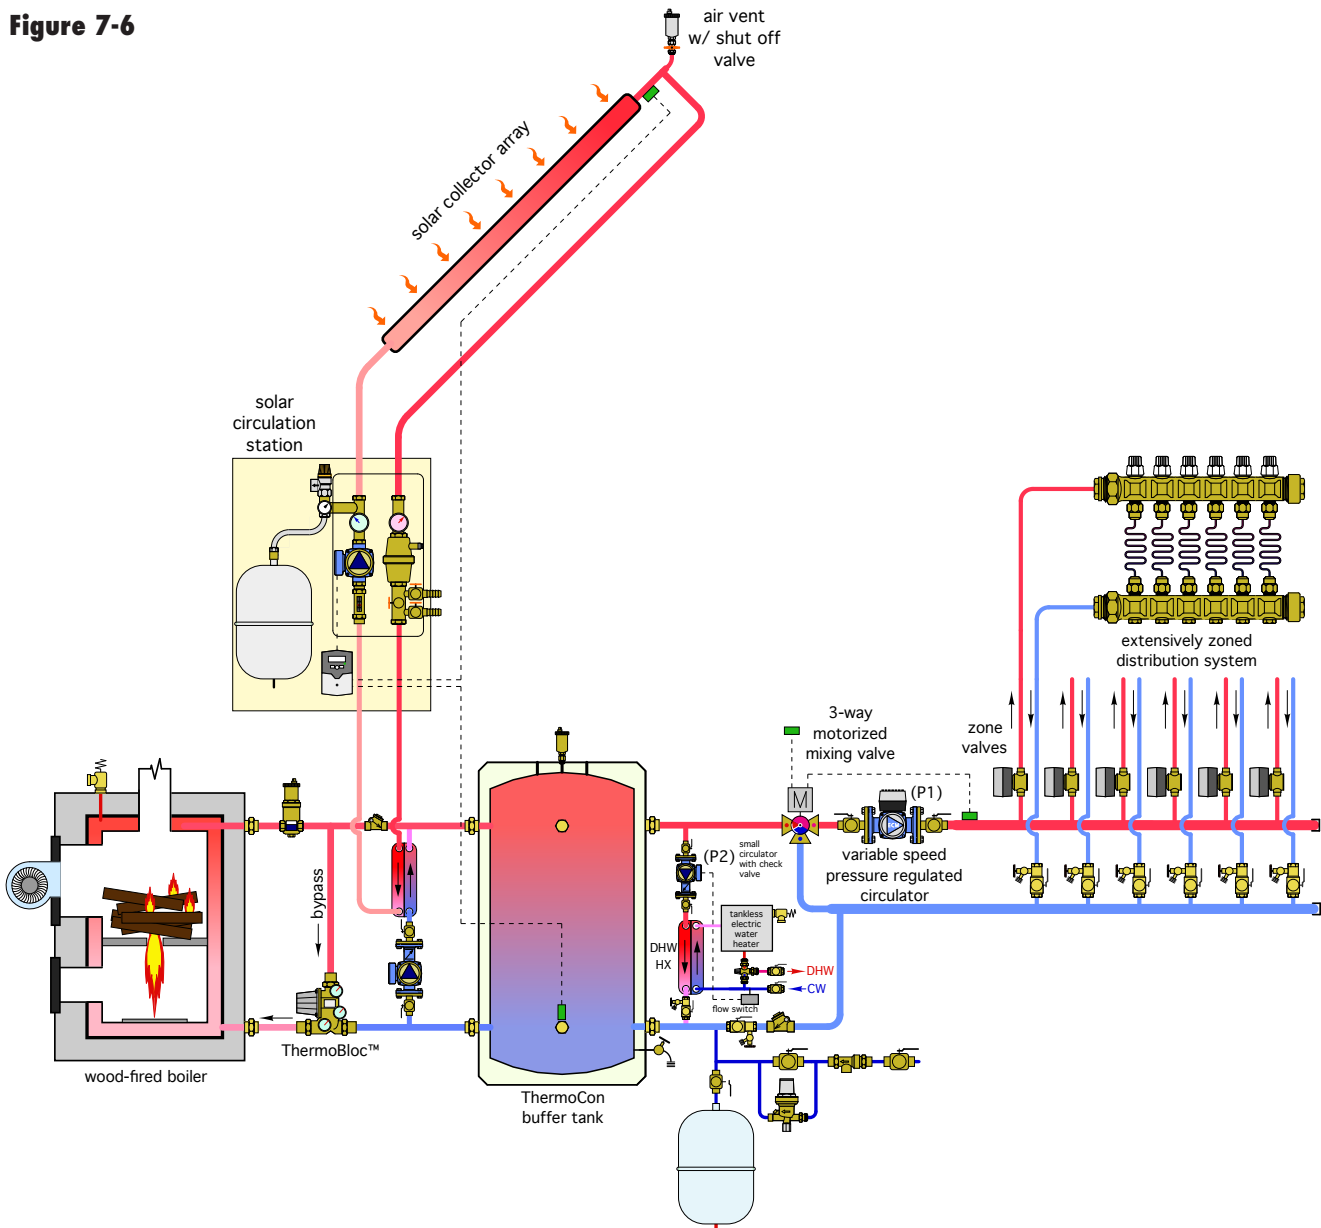 Figure 7-6
air vent
w/ shut off
valve
solar collector array
solar
circulation
station
extensively zoned
distribution system
3-way
motorized
mixing valve
zone
valves
M
(P1)
variable speed
pressure regulated
circulator
(P2)
small
circulator
with check
valve
bypass
tankless
electric
water
heater
DHW
HX
DHW
CW
flow switch
ThermoBloc™
wood-fired boiler
ThermoCon
buffer tank